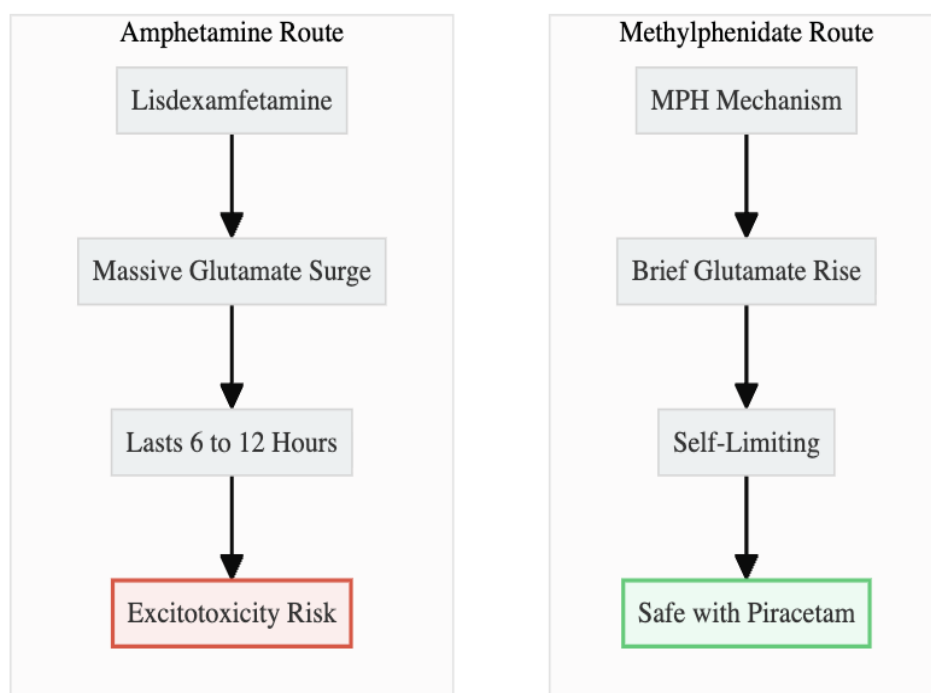 Amphetamine Route
Lisdexamfetamine
Massive Glutamate Surge
Lasts 6 to 12 Hours
Excitotoxicity Risk
Methylphenidate Route
MPH Mechanism
Brief Glutamate Rise
Self-Limiting
Safe with Piracetam